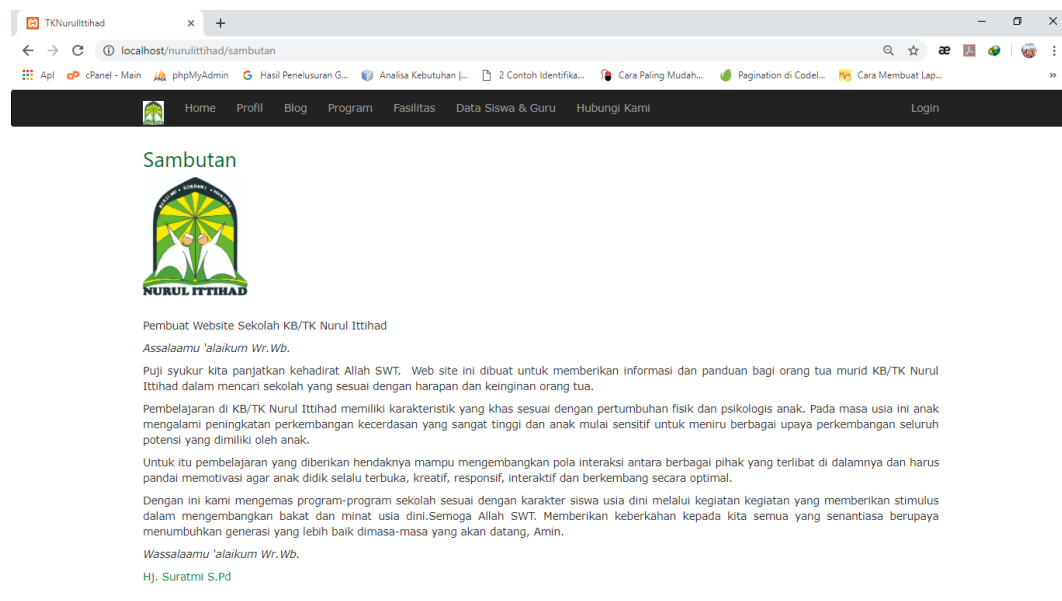 TKNurulIttihad
localhost/nurulittihad/sambutan
Apl cPanel - Main phpMyAdmin Hasil Penelusuran G... Analisa Kebutuhan |... 2 Contoh Identifika... Cara Paling Mudah... Pagination di CodeI... Cara Membuat Lap... »
Home Profil Blog Program Fasilitas Data Siswa & Guru Hubungi Kami Login
Sambutan
NURUL ITTIHAD
Pembuat Website Sekolah KB/TK Nurul Ittihad
Assalaamu 'alaikum Wr.Wb.
Puji syukur kita panjatkan kehadirat Allah SWT. Web site ini dibuat untuk memberikan informasi dan panduan bagi orang tua murid KB/TK Nurul
Ittihad dalam mencari sekolah yang sesuai dengan harapan dan keinginan orang tua.
Pembelajaran di KB/TK Nurul Ittihad memiliki karakteristik yang khas sesuai dengan pertumbuhan fisik dan psikologis anak. Pada masa usia ini anak
mengalami peningkatan perkembangan kecerdasan yang sangat tinggi dan anak mulai sensitif untuk meniru berbagai upaya perkembangan seluruh
potensi yang dimiliki oleh anak.
Untuk itu pembelajaran yang diberikan hendaknya mampu mengembangkan pola interaksi antara berbagai pihak yang terlibat di dalamnya dan harus
pandai memotivasi agar anak didik selalu terbuka, kreatif, responsif, interaktif dan berkembang secara optimal.
Dengan ini kami mengemas program-program sekolah sesuai dengan karakter siswa usia dini melalui kegiatan kegiatan yang memberikan stimulus
dalam mengembangkan bakat dan minat usia dini.Semoga Allah SWT. Memberikan keberkahan kepada kita semua yang senantiasa berupaya
menumbuhkan generasi yang lebih baik dimasa-masa yang akan datang, Amin.
Wassalaamu 'alaikum Wr.Wb.
Hj. Suratmi S.Pd